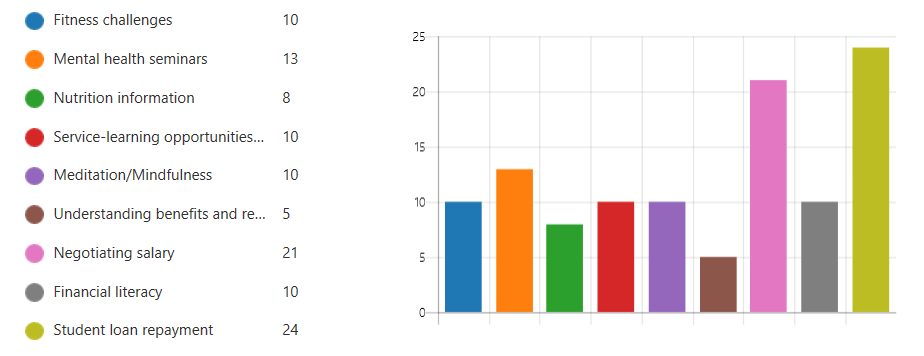 Fitness challenges 10
Mental health seminars 13
Nutrition information 8
Service-learning opportunities... 10
Meditation/Mindfulness 10
Understanding benefits and re... 5
Negotiating salary 21
Financial literacy 10
Student loan repayment 24
25
20
15
10
5
0